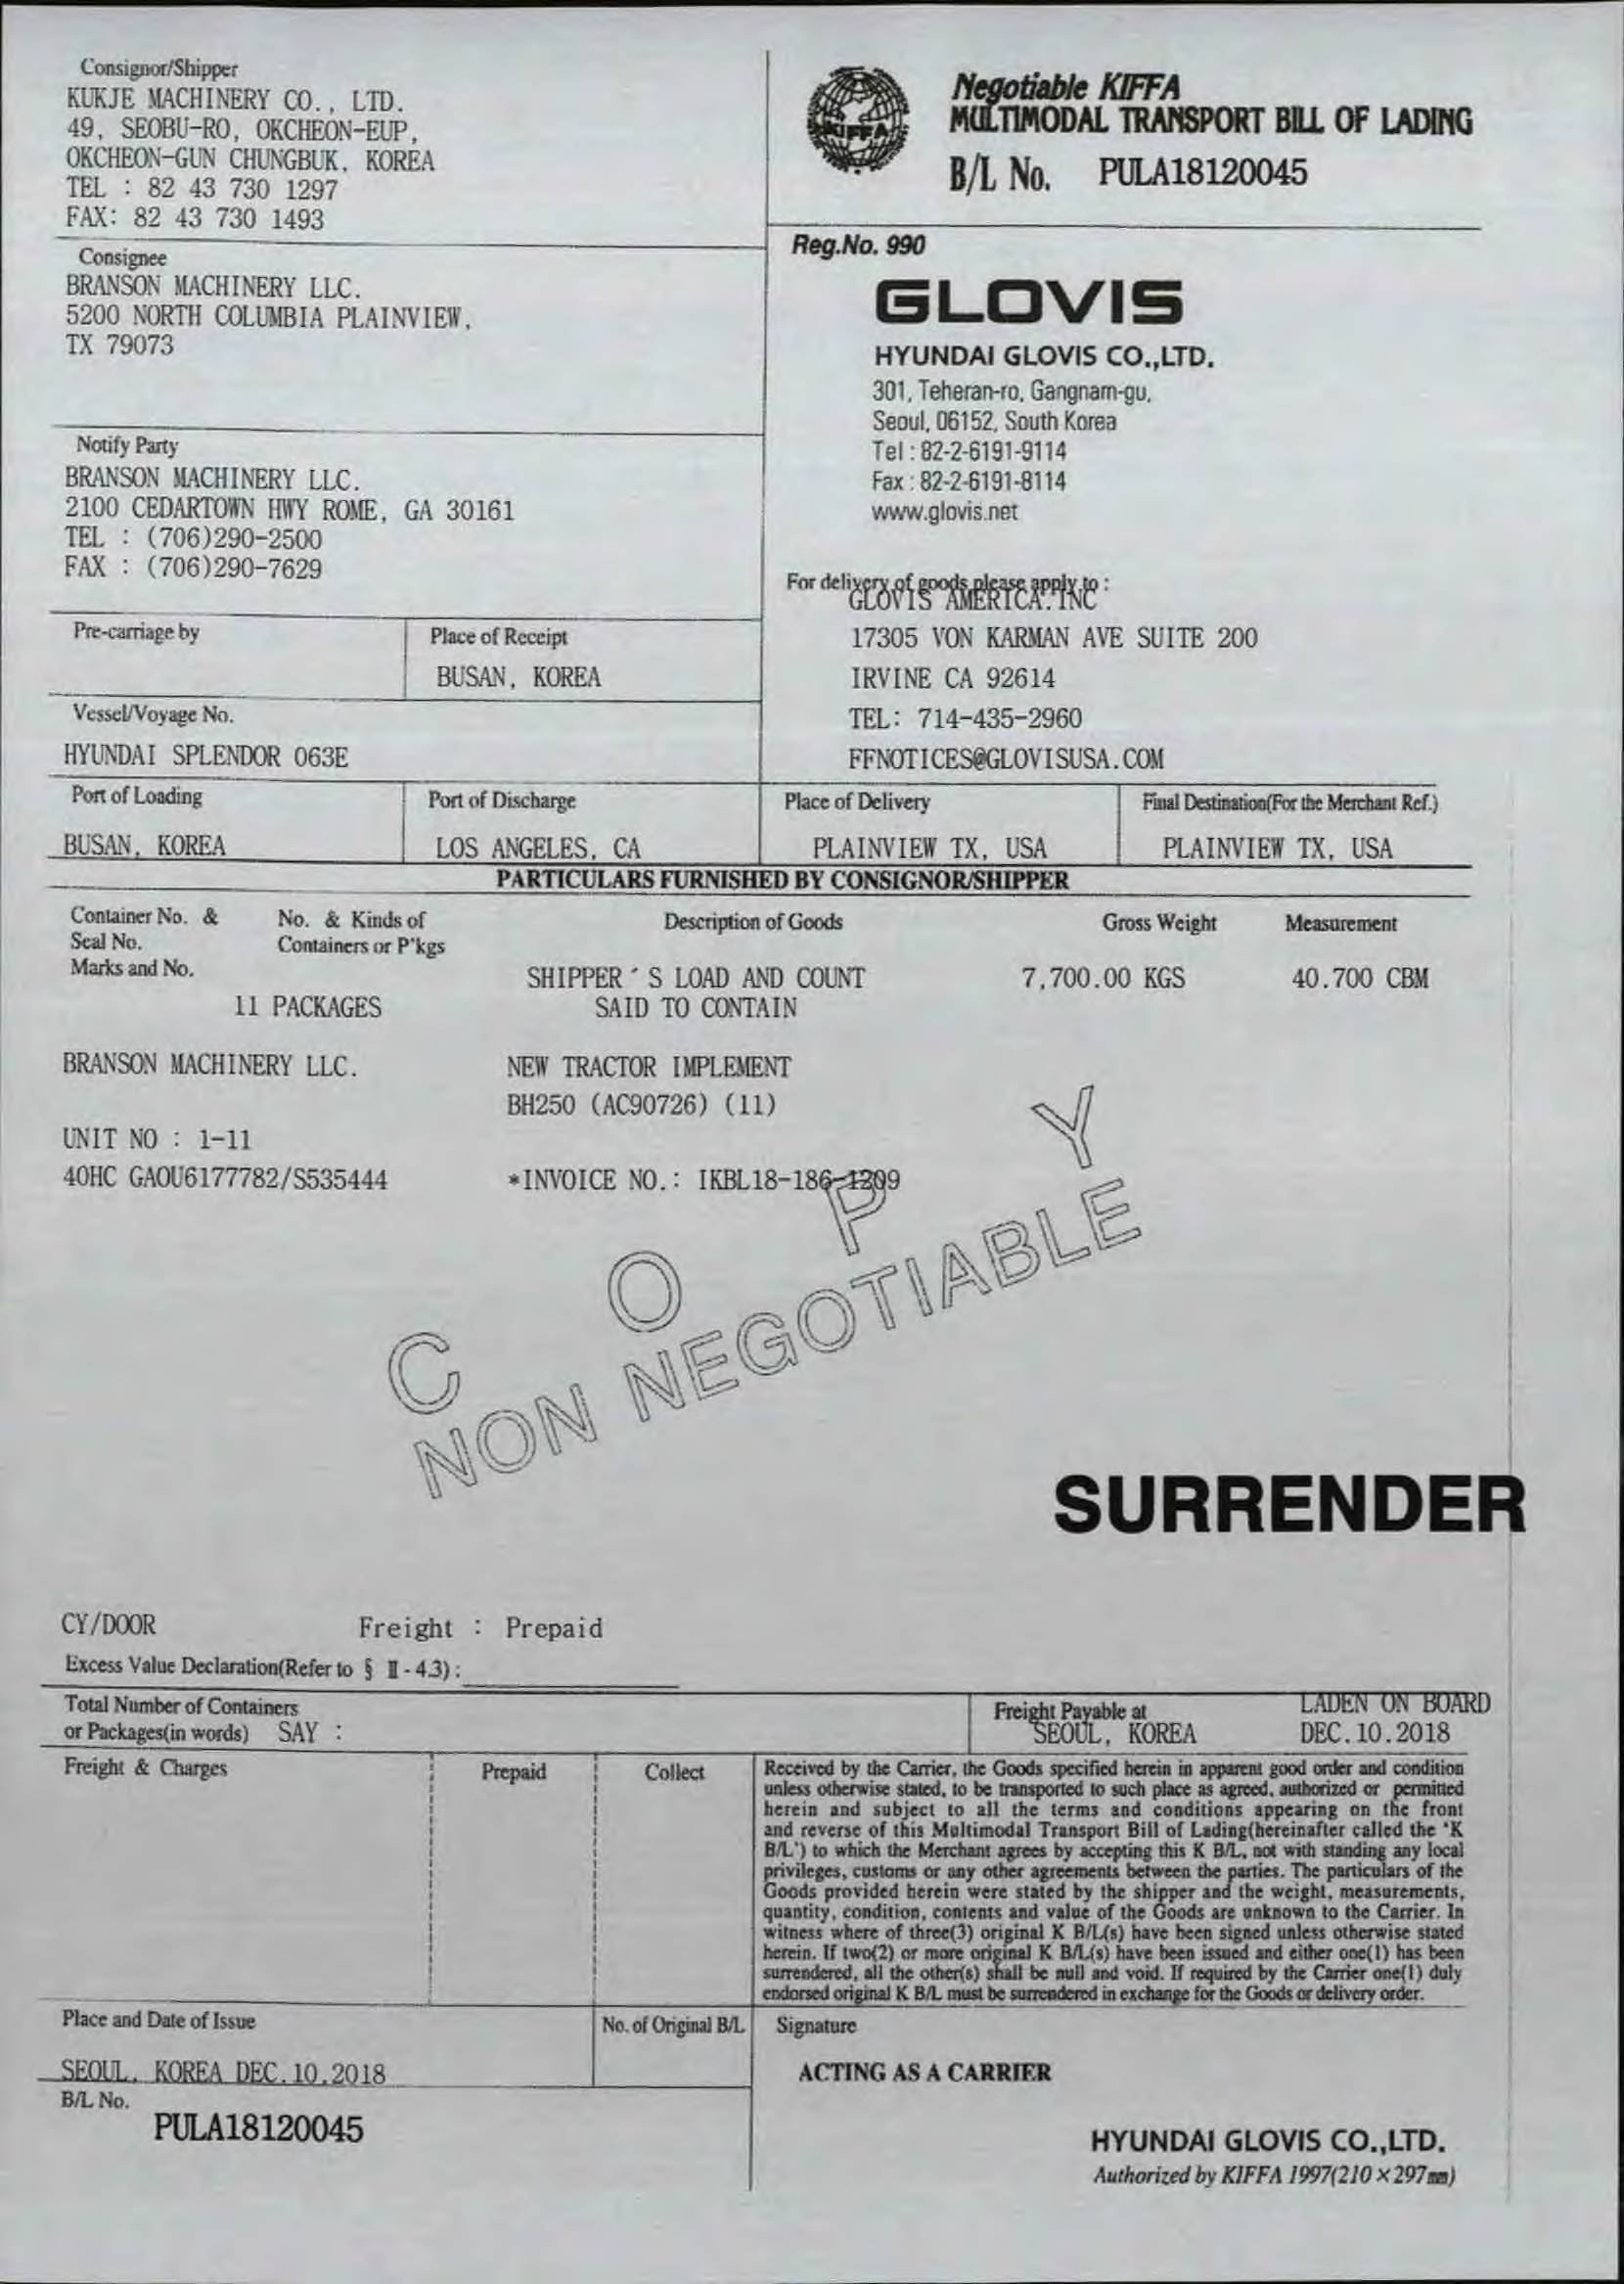 Consignor/Shipper
KUKJE MACHINERY CO., LTD.
49, SEOBU-RO, OKCHEON-EUP,
OKCHEON-GUN CHUNGBUK, KOREA
TEL : 82 43 730 1297
FAX: 82 43 730 1493
KIFFA
Negotiable KIFFA
MULTIMODAL TRANSPORT BILL OF LADING
B/L No. PULA18120045
Consignee
BRANSON MACHINERY LLC.
5200 NORTH COLUMBIA PLAINVIEW,
TX 79073
Reg.No. 990
GLOVIS
HYUNDAI GLOVIS CO.,LTD.
301, Teheran-ro, Gangnam-gu,
Seoul, 06152, South Korea
Tel : 82-2-6191-9114
Fax : 82-2-6191-8114
www.glovis.net
Notify Party
BRANSON MACHINERY LLC.
2100 CEDARTOWN HWY ROME, GA 30161
TEL : (706)290-2500
FAX : (706)290-7629
For delivery of goods please apply to :
GLOVIS AMERICA. INC
17305 VON KARMAN AVE SUITE 200
IRVINE CA 92614
TEL: 714-435-2960
FFNOTICES@GLOVISUSA.COM
Pre-carriage by
Place of Receipt
BUSAN, KOREA
Vessel/Voyage No.
HYUNDAI SPLENDOR 063E
Port of Loading
BUSAN, KOREA
Port of Discharge
LOS ANGELES, CA
Place of Delivery
PLAINVIEW TX, USA
Final Destination(For the Merchant Ref.)
PLAINVIEW TX, USA
PARTICULARS FURNISHED BY CONSIGNOR/SHIPPER
Container No. &
Seal No.
Marks and No.
No. & Kinds of
Containers or P'kgs
Description of Goods
Gross Weight
Measurement
11 PACKAGES
SHIPPER ' S LOAD AND COUNT
SAID TO CONTAIN
7,700.00 KGS
40.700 CBM
BRANSON MACHINERY LLC.
NEW TRACTOR IMPLEMENT
BH250 (AC90726) (11)
UNIT NO : 1-11
40HC GAOU6177782/S535444
*INVOICE NO.: IKBL18-186-1209
C O P Y
NON NEGOTIABLE
SURRENDER
CY/DOOR
Freight : Prepaid
Excess Value Declaration(Refer to § Ⅱ - 4.3) :
Total Number of Containers
or Packages(in words) SAY :
Freight Payable at
SEOUL, KOREA
LADEN ON BOARD
DEC.10.2018
Freight & Charges
Prepaid
Collect
Received by the Carrier, the Goods specified herein in apparent good order and condition
unless otherwise stated, to be transported to such place as agreed, authorized or permitted
herein and subject to all the terms and conditions appearing on the front
and reverse of this Multimodal Transport Bill of Lading(hereinafter called the 'K
B/L') to which the Merchant agrees by accepting this K B/L, not with standing any local
privileges, customs or any other agreements between the parties. The particulars of the
Goods provided herein were stated by the shipper and the weight, measurements,
quantity, condition, contents and value of the Goods are unknown to the Carrier. In
witness where of three(3) original K B/L(s) have been signed unless otherwise stated
herein. If two(2) or more original K B/L(s) have been issued and either one(1) has been
surrendered, all the other(s) shall be null and void. If required by the Carrier one(1) duly
endorsed original K B/L must be surrendered in exchange for the Goods or delivery order.
Place and Date of Issue
SEOUL, KOREA DEC.10.2018
No. of Original B/L
Signature
ACTING AS A CARRIER
B/L No.
PULA18120045
HYUNDAI GLOVIS CO.,LTD.
Authorized by KIFFA 1997(210 × 297㎜)